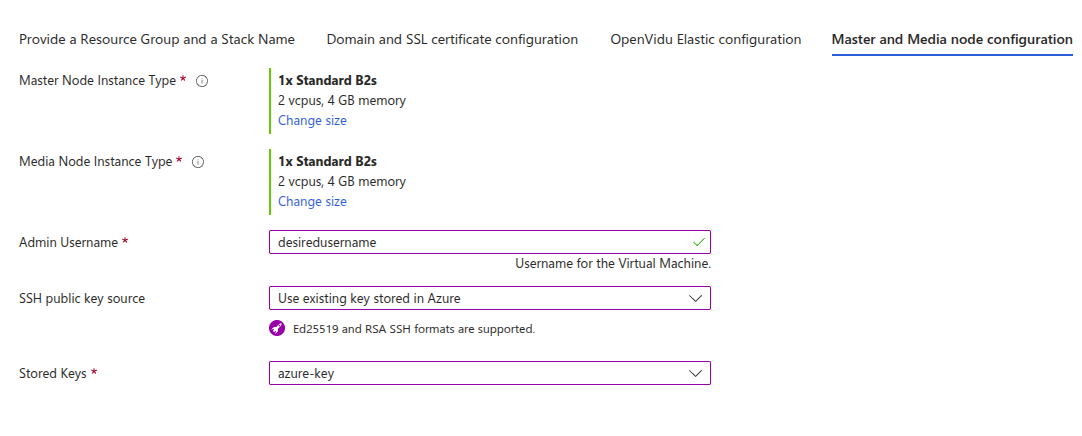 Provide a Resource Group and a Stack Name Domain and SSL certificate configuration OpenVidu Elastic configuration Master and Media node configuration
Master Node Instance Type *
1x Standard B2s
2 vcpus, 4 GB memory
Change size
Media Node Instance Type *
1x Standard B2s
2 vcpus, 4 GB memory
Change size
Admin Username *
desiredusername
Username for the Virtual Machine.
SSH public key source
Use existing key stored in Azure
Ed25519 and RSA SSH formats are supported.
Stored Keys *
azure-key